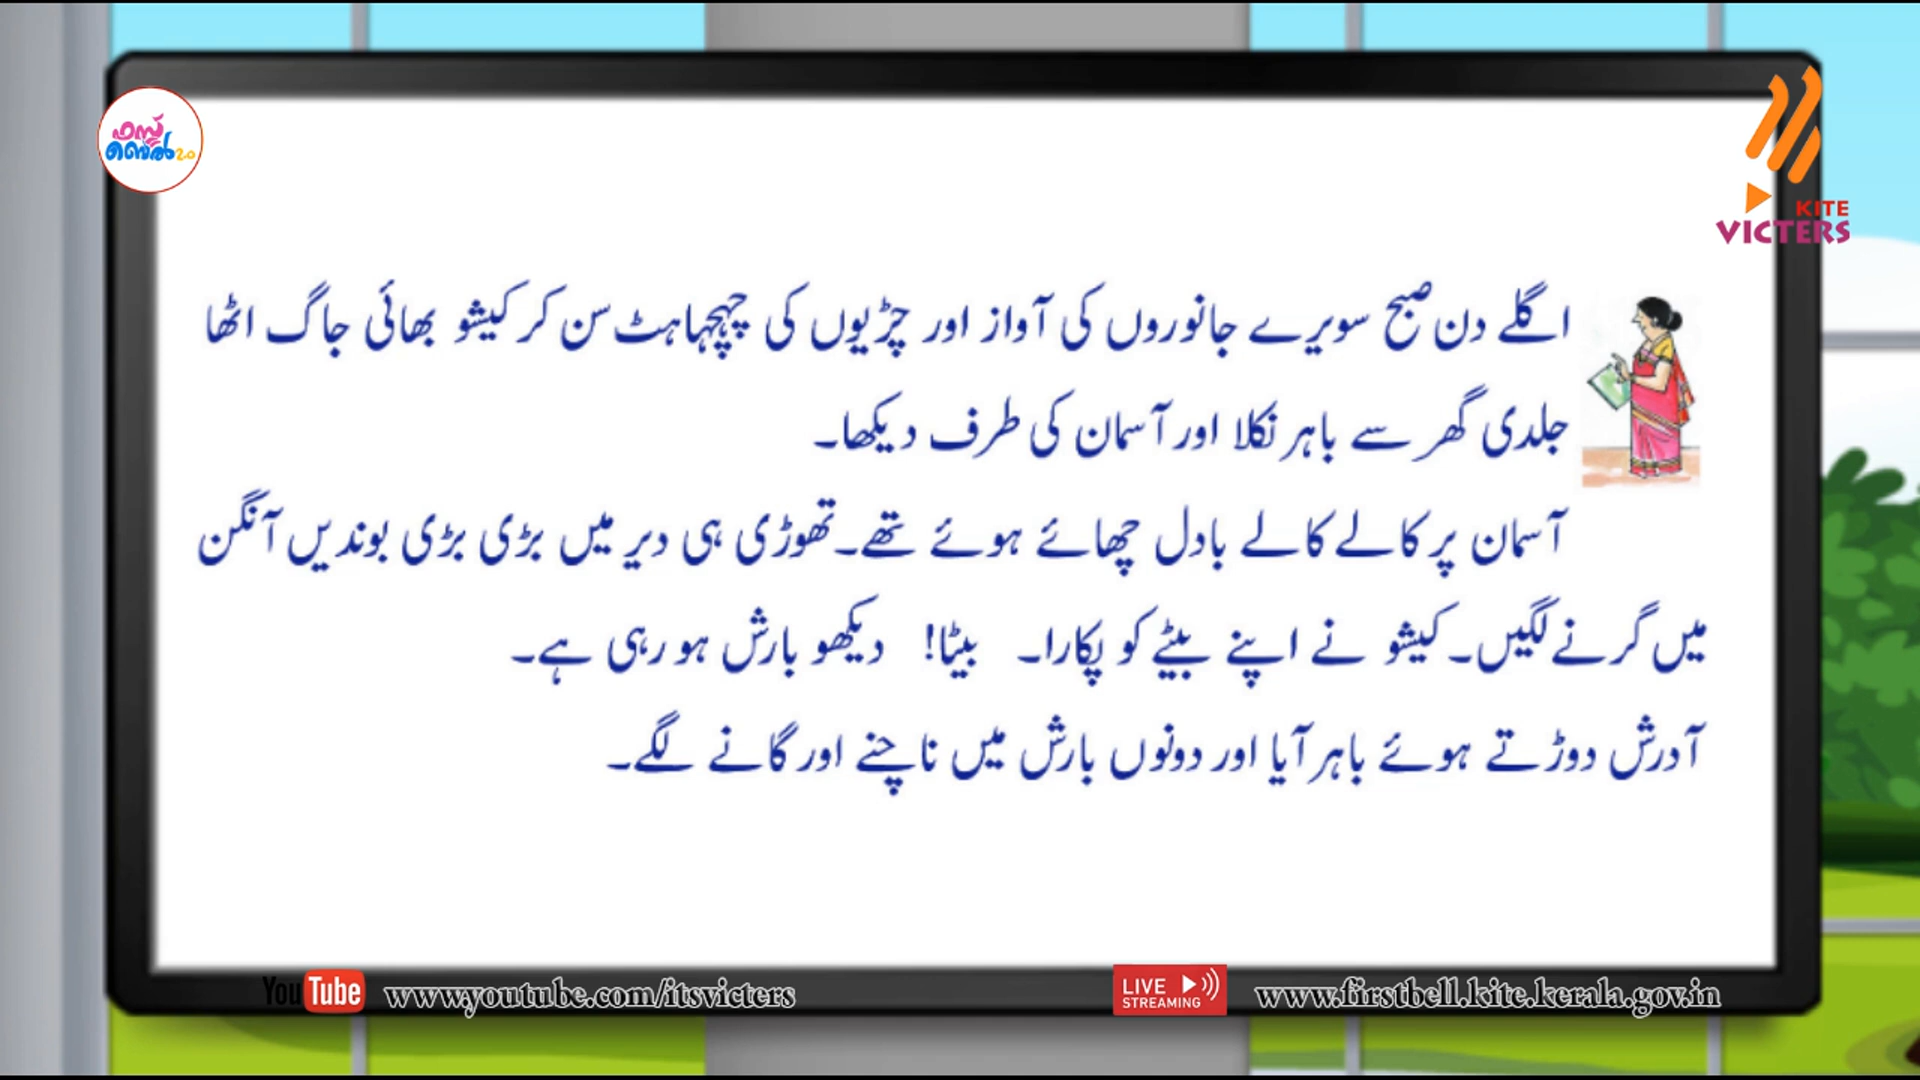 ഫസ്റ്റ്
ബെൽ 2.0
KITE
VICTERS
اگلے دن صبح سویرے جانوروں کی آواز اور چڑیوں کی چہچہاہٹ سن کر کیشو بھائی جاگ اٹھا
جلدی گھر سے باہر نکلا اور آسمان کی طرف دیکھا۔
آسمان پر کالے کالے بادل چھائے ہوئے تھے۔تھوڑی ہی دیر میں بڑی بڑی بوندیں آنگن
میں گرنے لگیں۔کیشو نے اپنے بیٹے کو پکارا۔ بیٹا! دیکھو بارش ہو رہی ہے۔
آدرش دوڑتے ہوئے باہر آیا اور دونوں بارش میں ناچنے اور گانے لگے۔
YouTube www.youtube.com/itsvicters
LIVE
STREAMING
www.firstbell.kite.kerala.gov.in